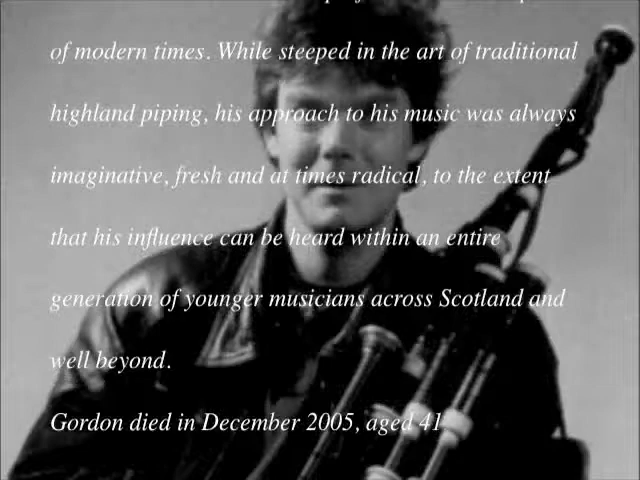 of modern times. While steeped in the art of traditional
highland piping, his approach to his music was always
imaginative, fresh and at times radical, to the extent
that his influence can be heard within an entire
generation of younger musicians across Scotland and
well beyond.
Gordon died in December 2005, aged 41